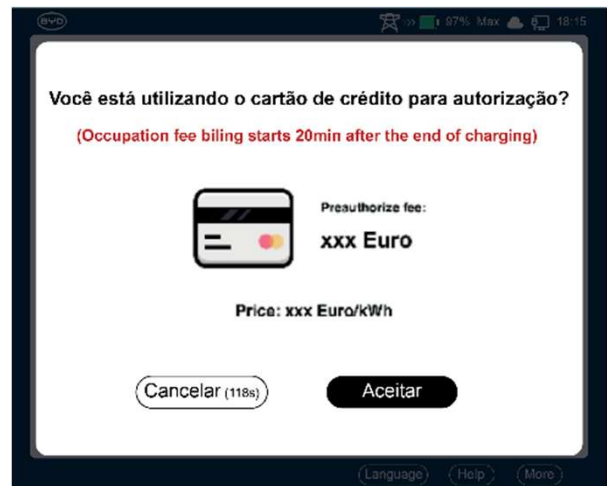 BYD
97% Max 18:15
Você está utilizando o cartão de crédito para autorização?
(Occupation fee biling starts 20min after the end of charging)
Preauthorize fee:
xxx Euro
Price: xxx Euro/kWh
Cancelar (118s) Aceitar
Language Help More